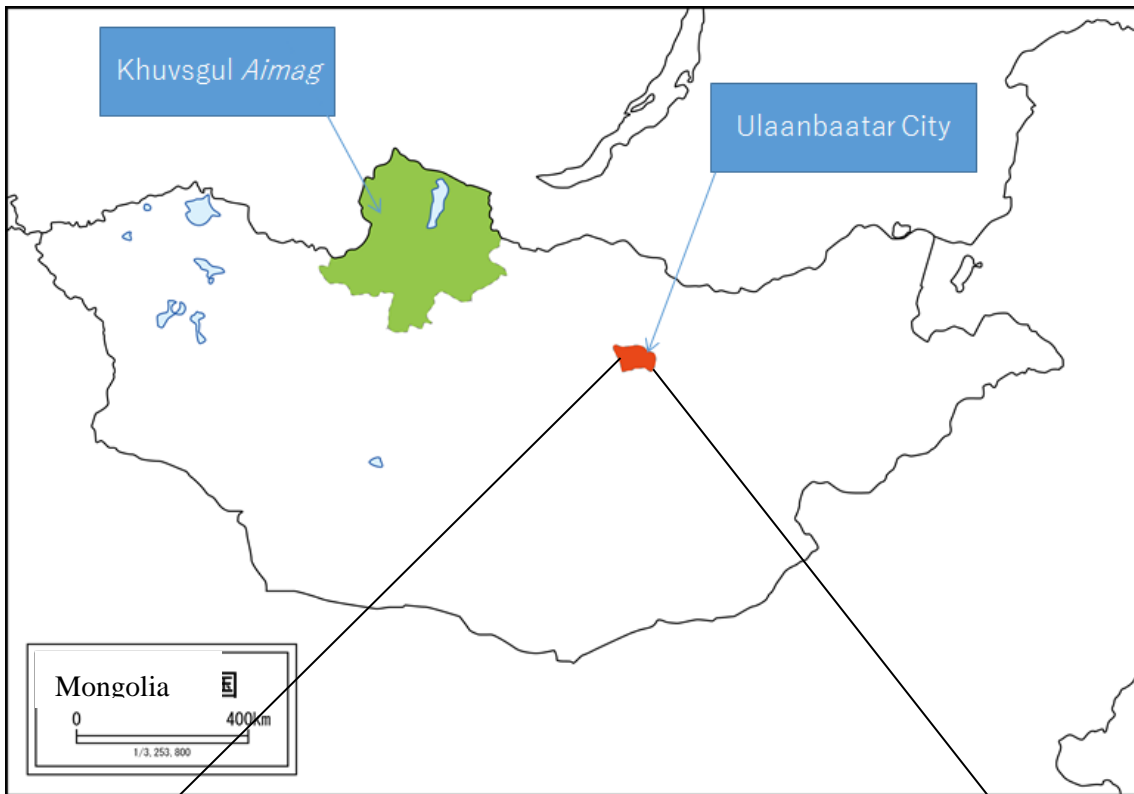 Khuvsgul Aimag
Ulaanbaatar City
Mongolia
0 400km
1/3, 253, 800